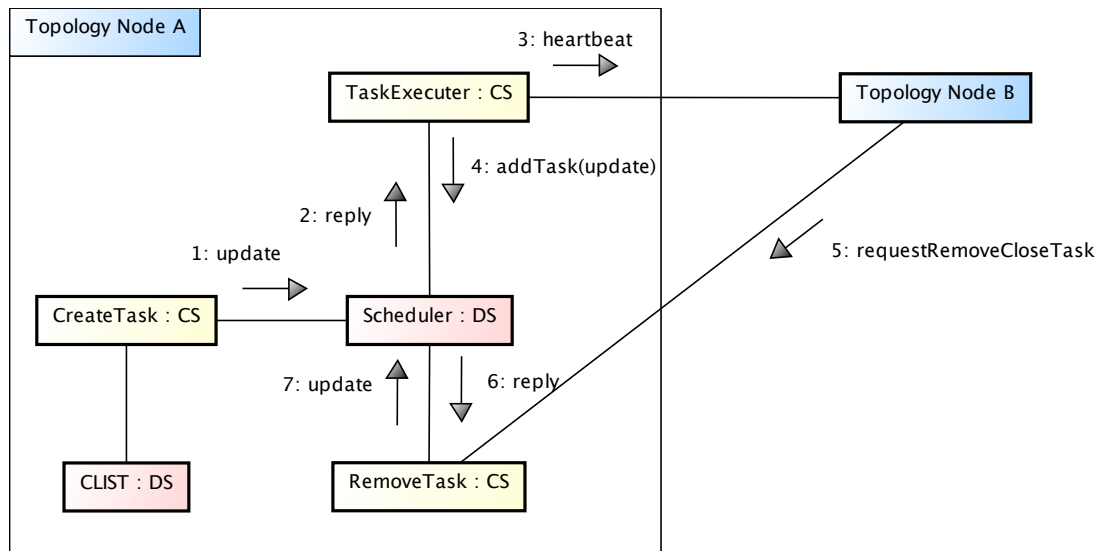 Topology Node A
3: heartbeat
TaskExecuter : CS
Topology Node B
4: addTask(update)
2: reply
1: update
5: requestRemoveCloseTask
CreateTask : CS
Scheduler : DS
7: update
6: reply
CLIST : DS
RemoveTask : CS